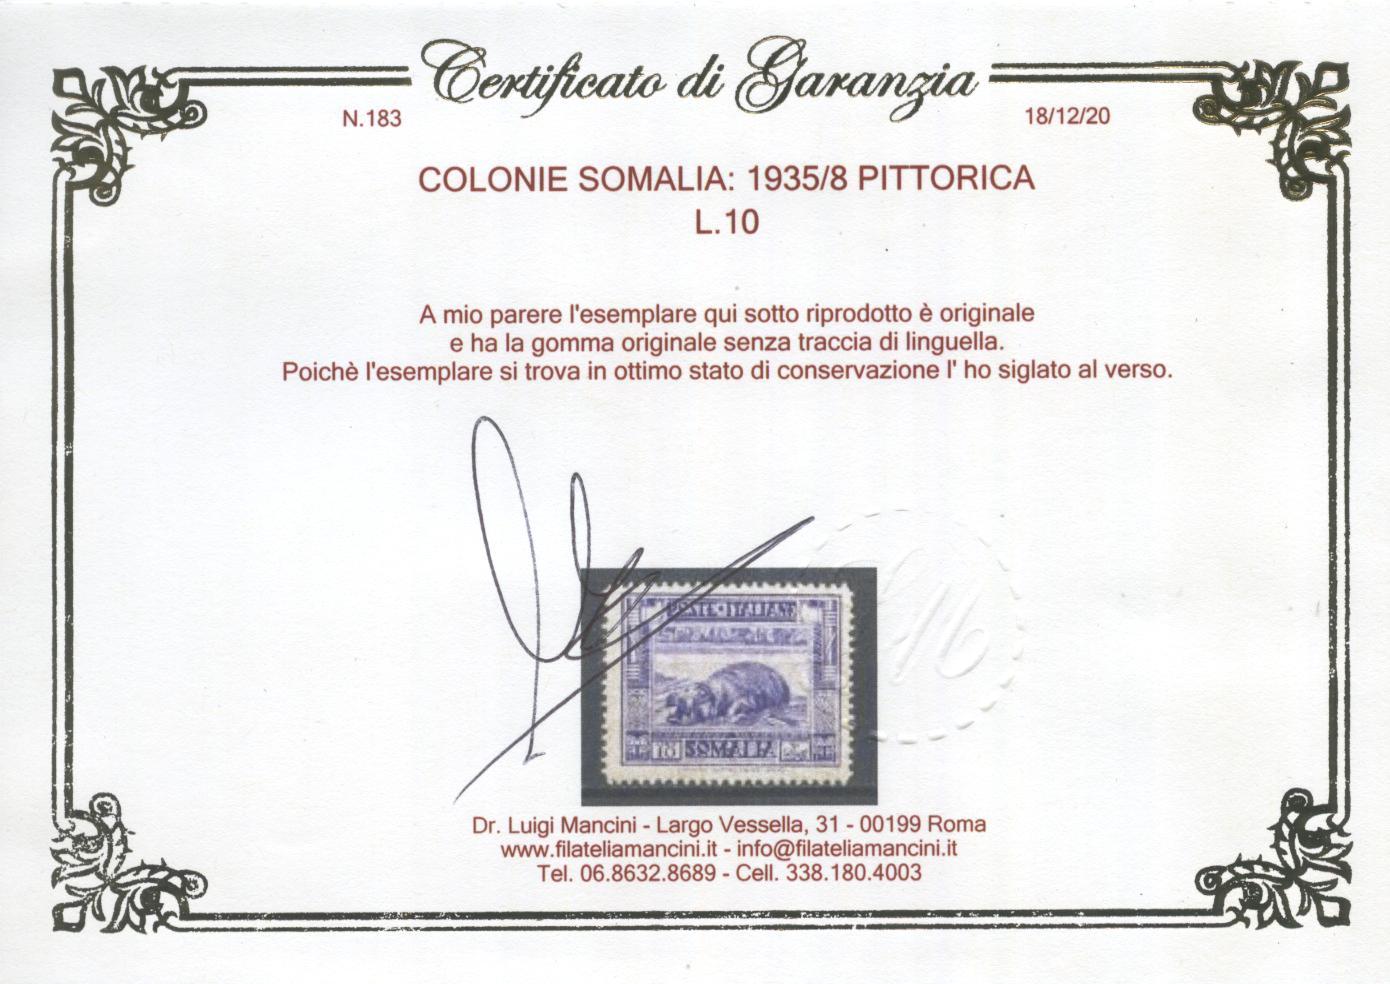 Certificato di Garanzia
N.183
18/12/20
COLONIE SOMALIA: 1935/8 PITTORICA
L.10
A mio parere l'esemplare qui sotto riprodotto è originale
e ha la gomma originale senza traccia di linguella.
Poichè l'esemplare si trova in ottimo stato di conservazione l' ho siglato al verso.
POSTE·ITALIANE
10 SOMALIA
Dr. Luigi Mancini - Largo Vessella, 31 - 00199 Roma
www.filateliamancini.it - info@filateliamancini.it
Tel. 06.8632.8689 - Cell. 338.180.4003